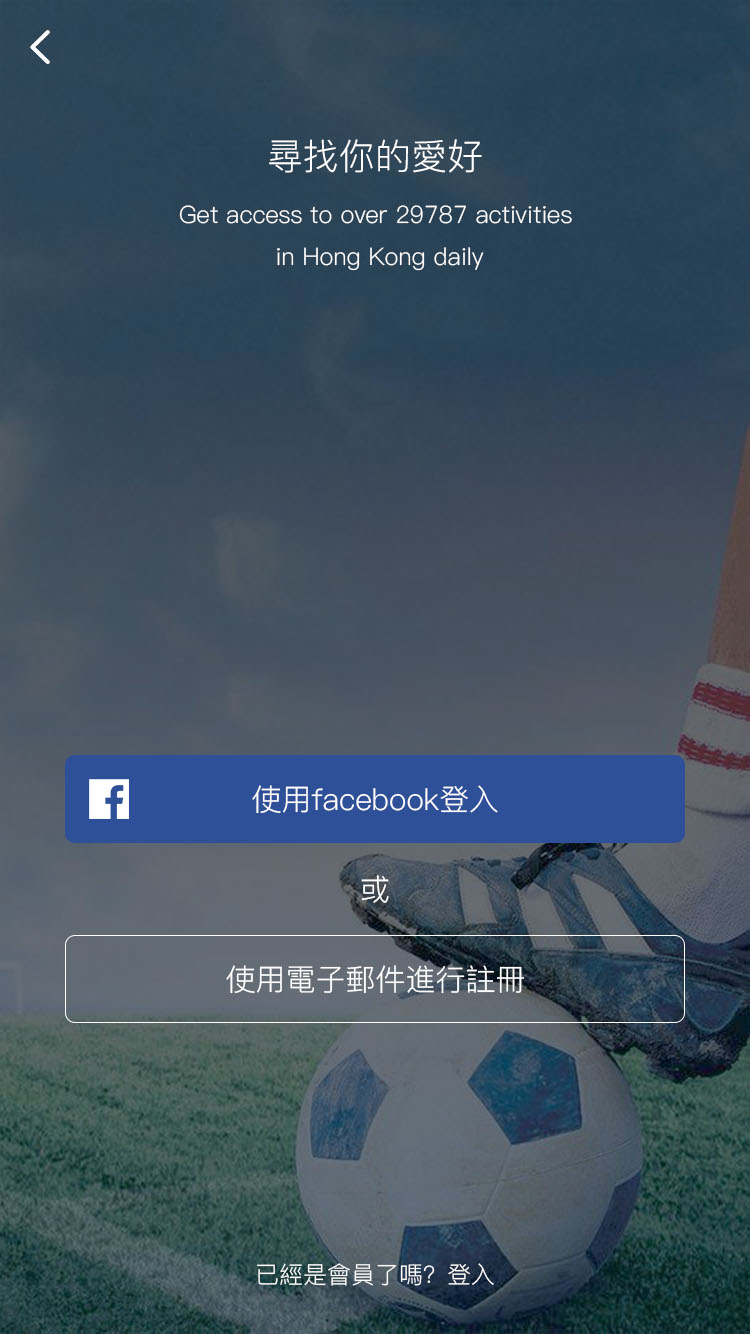 尋找你的愛好
Get access to over 29787 activities
in Hong Kong daily
使用facebook登入
或
使用電子郵件進行註冊
已經是會員了嗎？登入